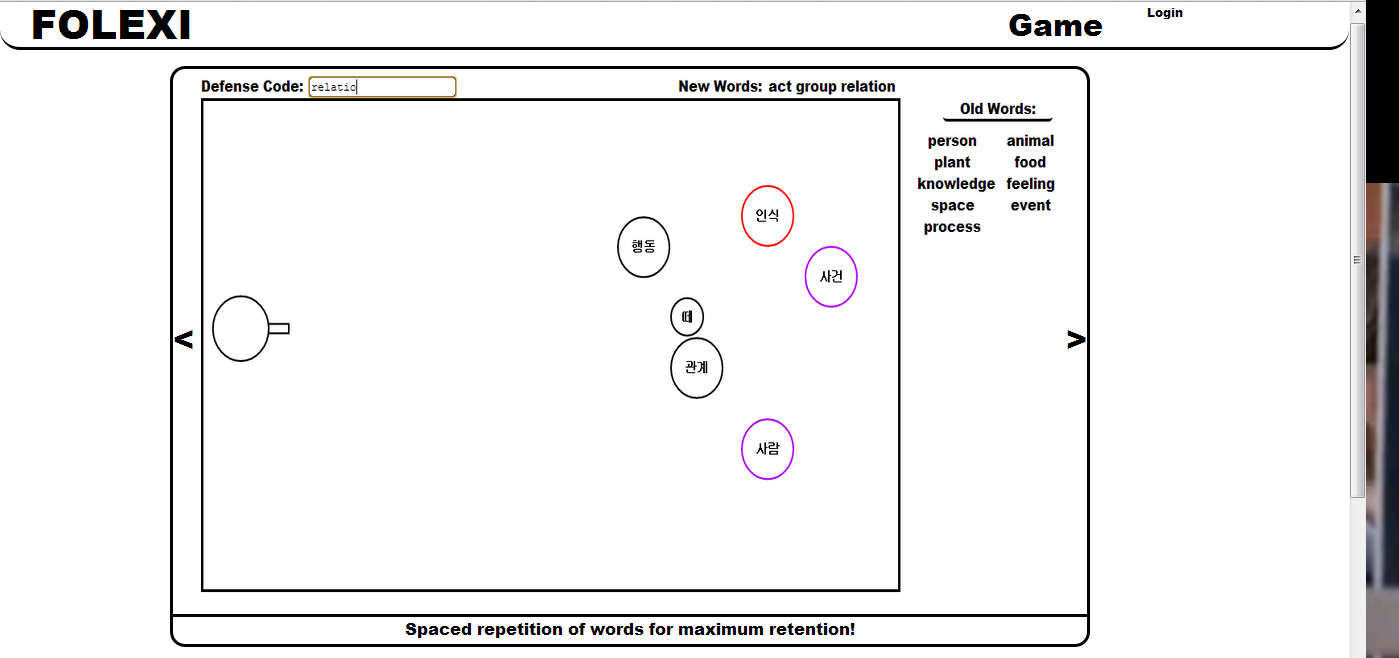 FOLEXI
Game
Login
Defense Code: relatio
New Words: act group relation
Old Words:
person animal
plant food
knowledge feeling
space event
process
인식
행동
사건
떼
관계
사람
<
>
Spaced repetition of words for maximum retention!